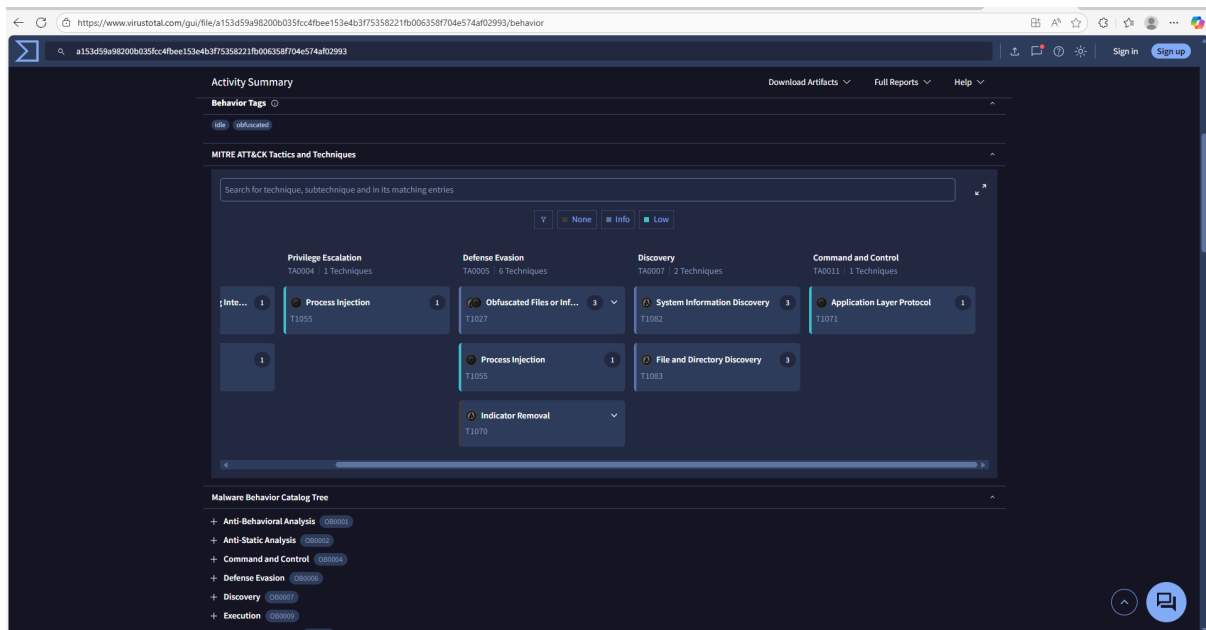 https://www.virustotal.com/gui/file/a153d59a98200b035fcc4fbee153e4b3f75358221fb006358f704e574af02993/behavior
a153d59a98200b035fcc4fbee153e4b3f75358221fb006358f704e574af02993
Sign in
Sign up
Activity Summary
Download Artifacts
Full Reports
Help
Behavior Tags
idle obfuscated
MITRE ATT&CK Tactics and Techniques
Search for technique, subtechnique and in its matching entries
None
Info
Low
Privilege Escalation
TA0004 | 1 Techniques
Defense Evasion
TA0005 | 6 Techniques
Discovery
TA0007 | 2 Techniques
Command and Control
TA0011 | 1 Techniques
g Inte... 1
Process Injection 1
T1055
Obfuscated Files or Inf... 3
T1027
System Information Discovery 3
T1082
Application Layer Protocol 1
T1071
1
Process Injection 1
T1055
File and Directory Discovery 3
T1083
Indicator Removal
T1070
Malware Behavior Catalog Tree
+ Anti-Behavioral Analysis OB0001
+ Anti-Static Analysis OB0002
+ Command and Control OB0004
+ Defense Evasion OB0006
+ Discovery OB0007
+ Execution OB0009